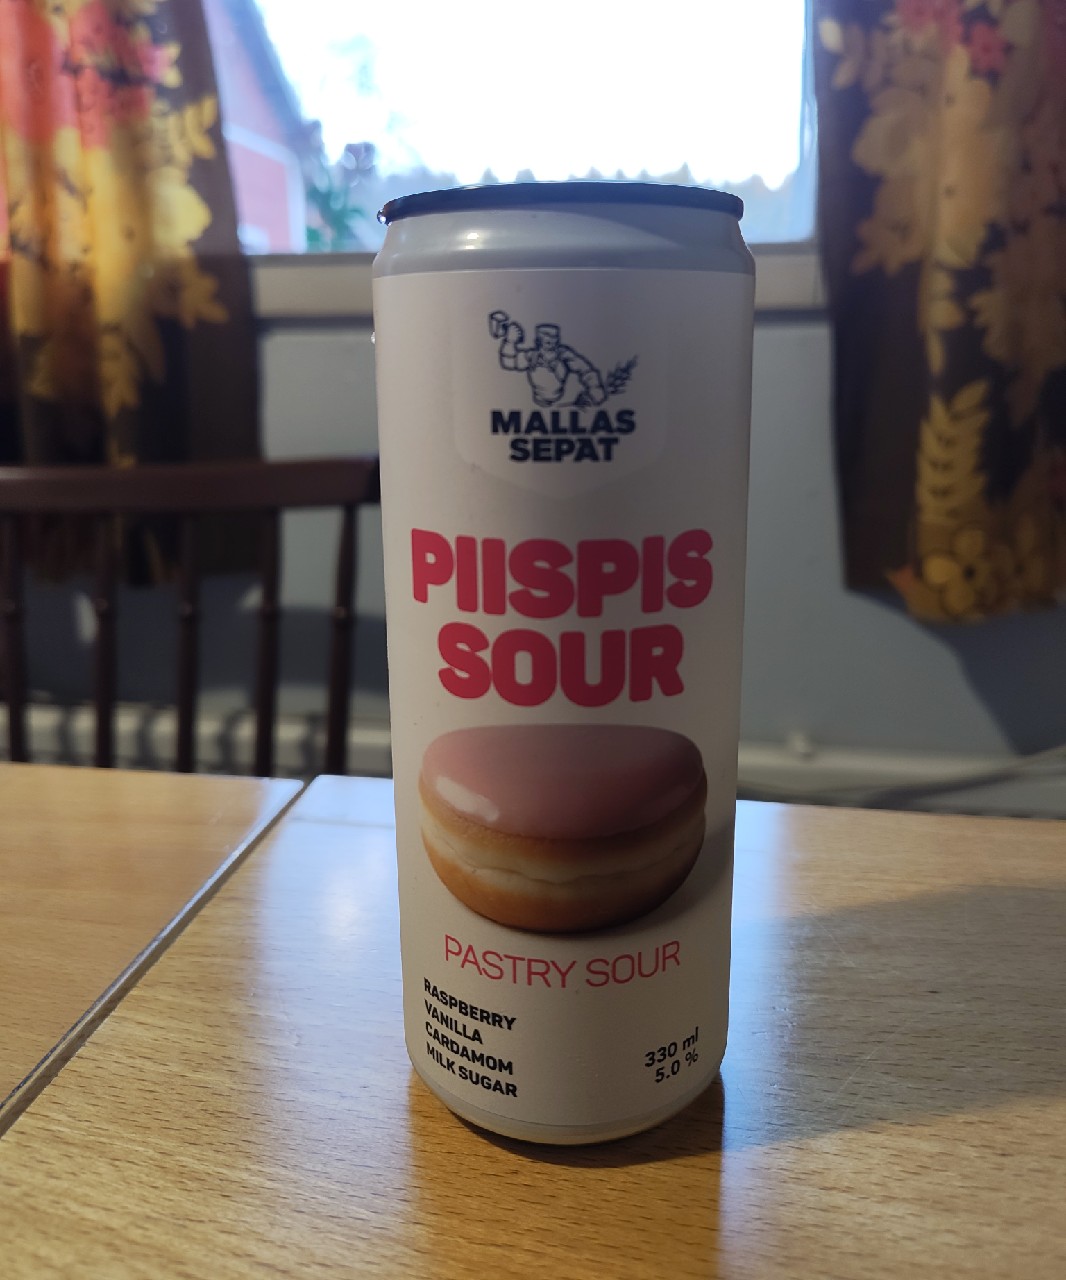 MALLAS
SEPÄT
PIISPIS
SOUR
PASTRY SOUR
RASPBERRY
VANILLA
CARDAMOM
MILK SUGAR
330 ml
5.0 %